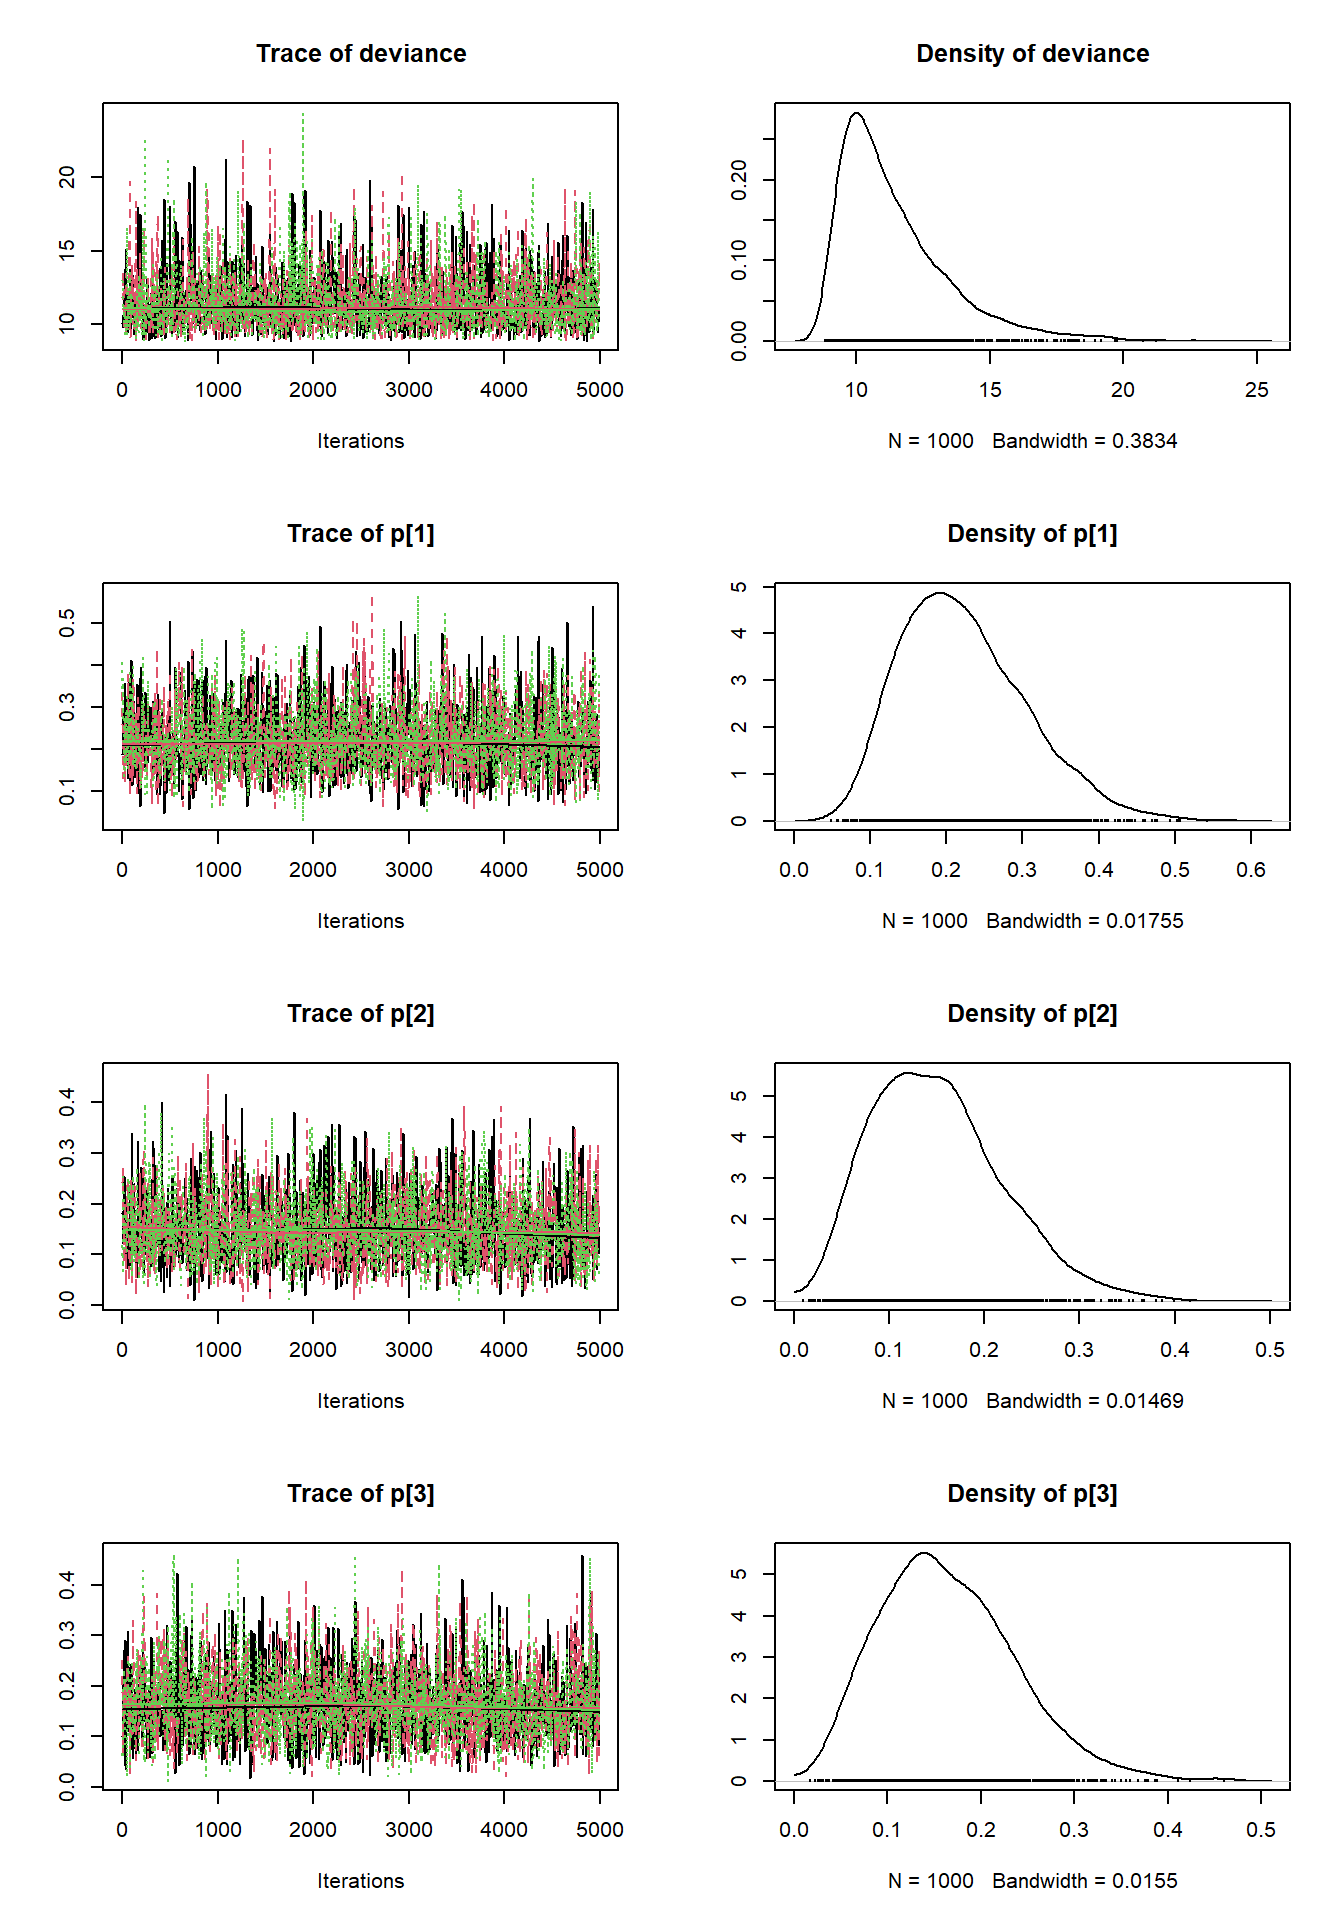 Trace of deviance
10 15 20
0 1000 2000 3000 4000 5000
Iterations
Density of deviance
0.00 0.10 0.20
10 15 20 25
N = 1000 Bandwidth = 0.3834
Trace of p[1]
0.1 0.3 0.5
0 1000 2000 3000 4000 5000
Iterations
Density of p[1]
0 1 2 3 4 5
0.0 0.1 0.2 0.3 0.4 0.5 0.6
N = 1000 Bandwidth = 0.01755
Trace of p[2]
0.0 0.1 0.2 0.3 0.4
0 1000 2000 3000 4000 5000
Iterations
Density of p[2]
0 1 2 3 4 5
0.0 0.1 0.2 0.3 0.4 0.5
N = 1000 Bandwidth = 0.01469
Trace of p[3]
0.0 0.1 0.2 0.3 0.4
0 1000 2000 3000 4000 5000
Iterations
Density of p[3]
0 1 2 3 4 5
0.0 0.1 0.2 0.3 0.4 0.5
N = 1000 Bandwidth = 0.0155